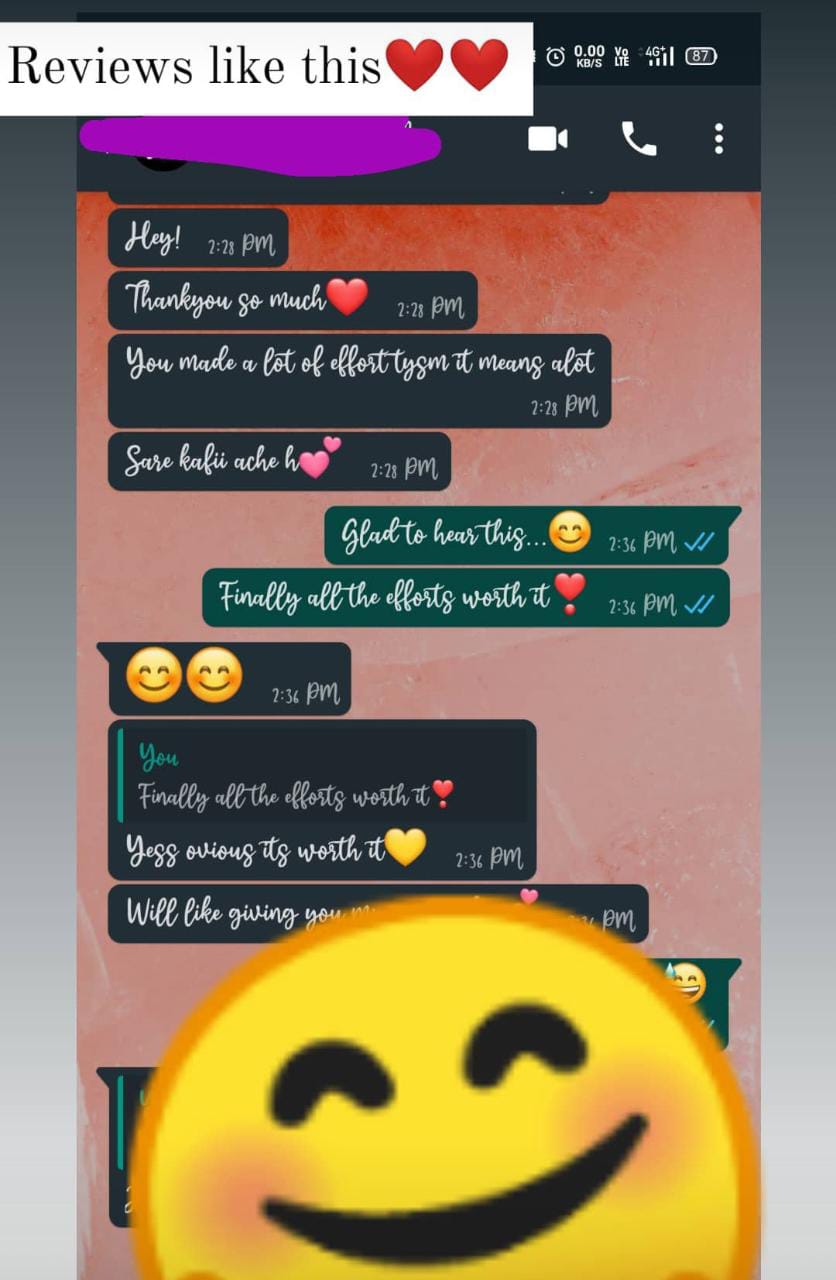 Reviews like this❤️❤️
0.00 KB/S Vo LTE 4G+ 87
Hey! 2:28 PM
Thankyou so much❤️ 2:28 PM
You made a lot of effort tysm it means alot
2:28 PM
Sare kafii ache h💕 2:28 PM
Glad to hear this...😊 2:36 PM
Finally all the efforts worth it❣️ 2:36 PM
😊😊 2:36 PM
You
Finally all the efforts worth it❣️
Yess ovious its worth it💛 2:36 PM
Will like giving you PM